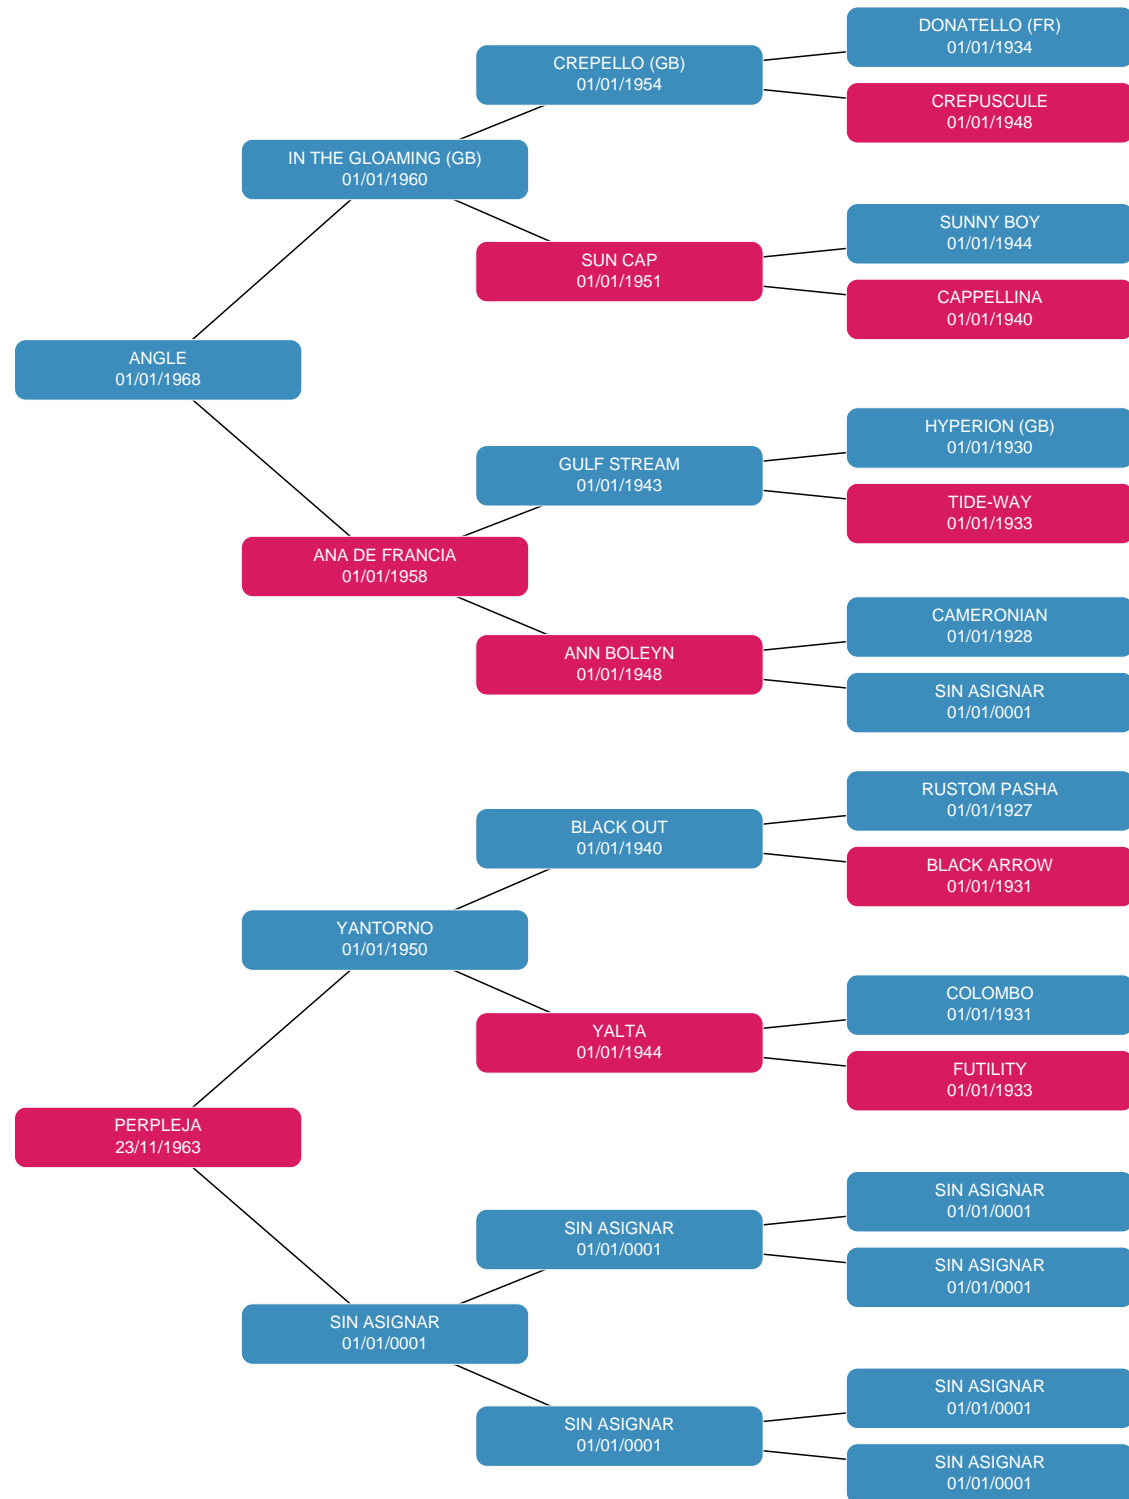 DONATELLO (FR)
01/01/1934
CREPELLO (GB)
01/01/1954
CREPUSCULE
01/01/1948
IN THE GLOAMING (GB)
01/01/1960
SUNNY BOY
01/01/1944
SUN CAP
01/01/1951
CAPPELLINA
01/01/1940
ANGLE
01/01/1968
HYPERION (GB)
01/01/1930
GULF STREAM
01/01/1943
TIDE-WAY
01/01/1933
ANA DE FRANCIA
01/01/1958
CAMERONIAN
01/01/1928
ANN BOLEYN
01/01/1948
SIN ASIGNAR
01/01/0001
RUSTOM PASHA
01/01/1927
BLACK OUT
01/01/1940
BLACK ARROW
01/01/1931
YANTORNO
01/01/1950
COLOMBO
01/01/1931
YALTA
01/01/1944
FUTILITY
01/01/1933
PERPLEJA
23/11/1963
SIN ASIGNAR
01/01/0001
SIN ASIGNAR
01/01/0001
SIN ASIGNAR
01/01/0001
SIN ASIGNAR
01/01/0001
SIN ASIGNAR
01/01/0001
SIN ASIGNAR
01/01/0001
SIN ASIGNAR
01/01/0001